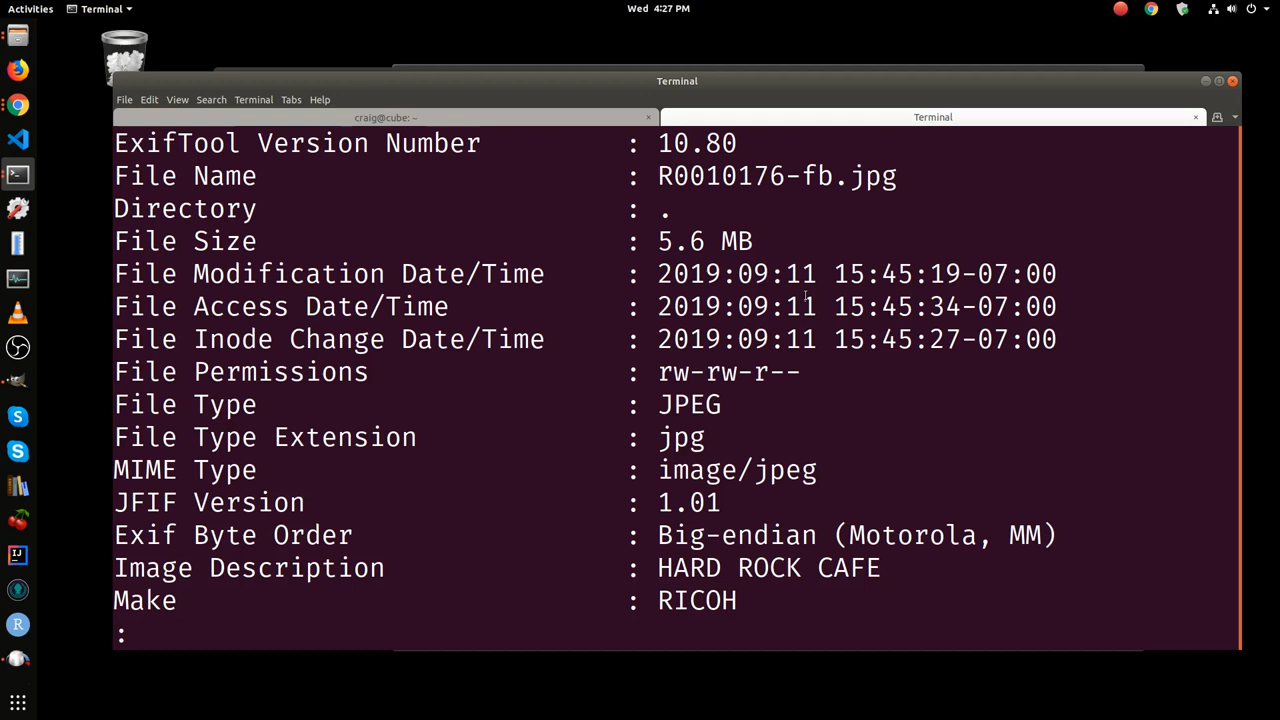 Activities Terminal Wed 4:27 PM
Terminal
File Edit View Search Terminal Tabs Help
craig@cube: ~ × Terminal ×
ExifTool Version Number : 10.80
File Name : R0010176-fb.jpg
Directory : .
File Size : 5.6 MB
File Modification Date/Time : 2019:09:11 15:45:19-07:00
File Access Date/Time : 2019:09:11 15:45:34-07:00
File Inode Change Date/Time : 2019:09:11 15:45:27-07:00
File Permissions : rw-rw-r--
File Type : JPEG
File Type Extension : jpg
MIME Type : image/jpeg
JFIF Version : 1.01
Exif Byte Order : Big-endian (Motorola, MM)
Image Description : HARD ROCK CAFE
Make : RICOH
: